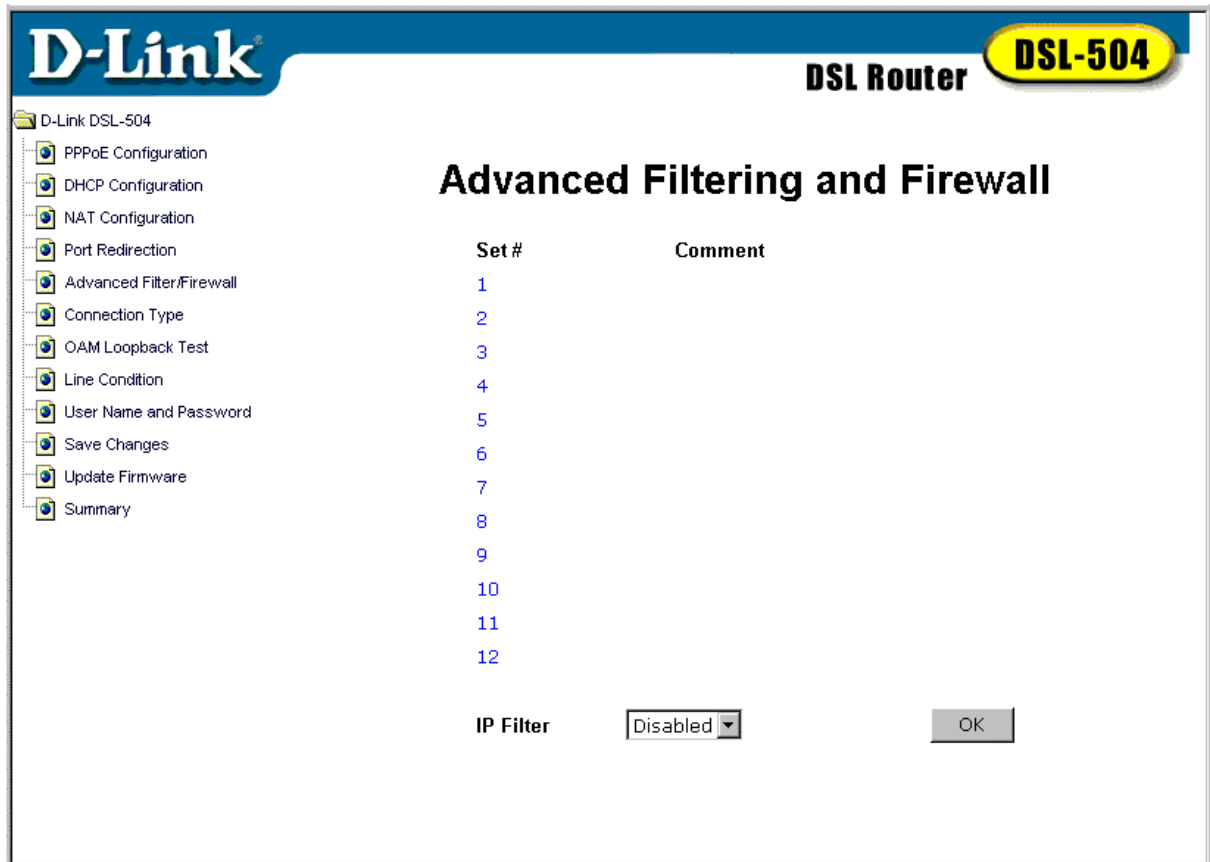 D-Link®
DSL Router DSL-504
D-Link DSL-504
PPPoE Configuration
DHCP Configuration
NAT Configuration
Port Redirection
Advanced Filter/Firewall
Connection Type
OAM Loopback Test
Line Condition
User Name and Password
Save Changes
Update Firmware
Summary
Advanced Filtering and Firewall
Set # Comment
1
2
3
4
5
6
7
8
9
10
11
12
IP Filter Disabled OK